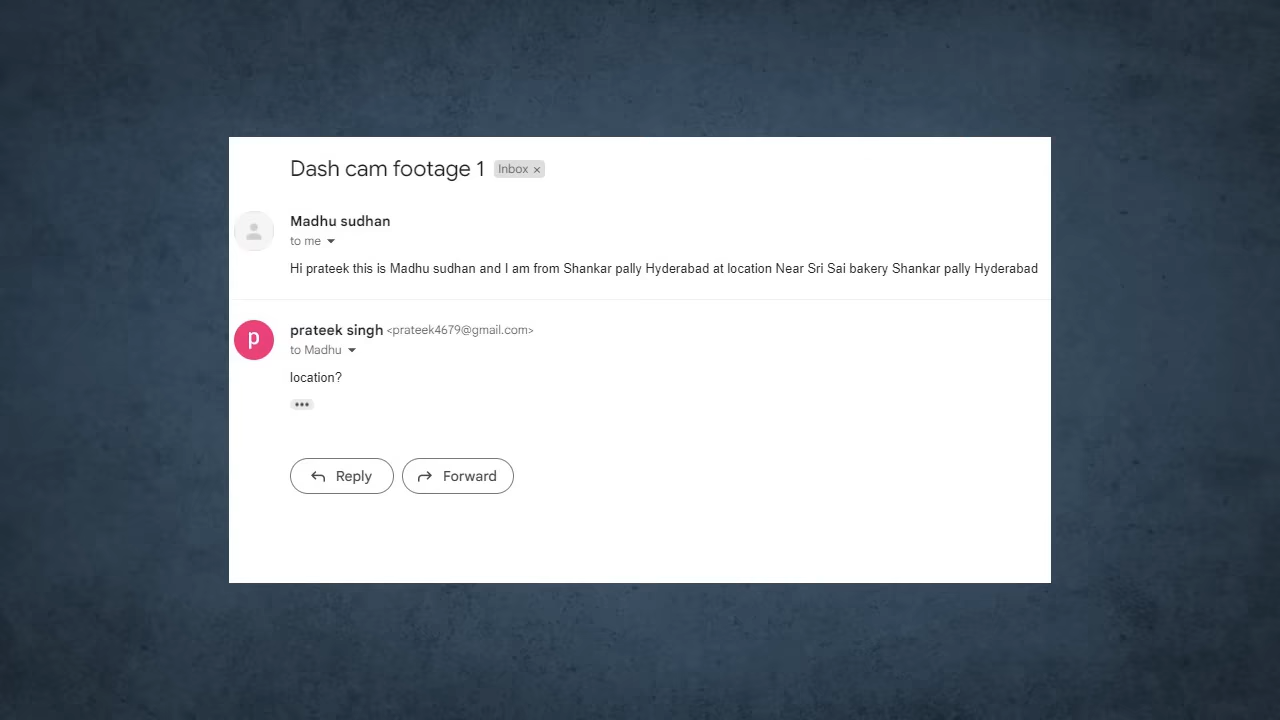 Dash cam footage 1 Inbox ×
Madhu sudhan
to me
Hi prateek this is Madhu sudhan and I am from Shankar pally Hyderabad at location Near Sri Sai bakery Shankar pally Hyderabad
p
prateek singh <prateek4679@gmail.com>
to Madhu
location?
•••
Reply Forward